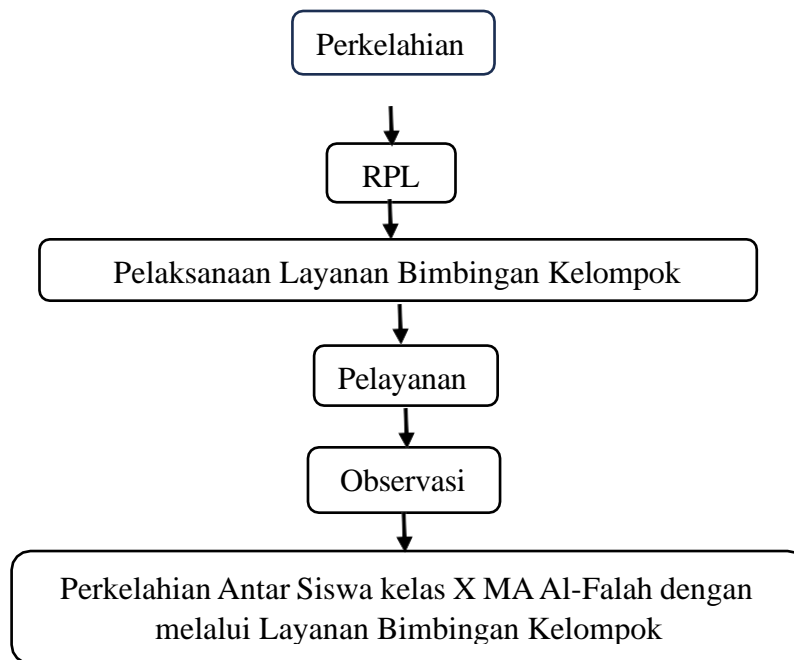 Perkelahian
RPL
Pelaksanaan Layanan Bimbingan Kelompok
Pelayanan
Observasi
Perkelahian Antar Siswa kelas X MA Al-Falah dengan
melalui Layanan Bimbingan Kelompok